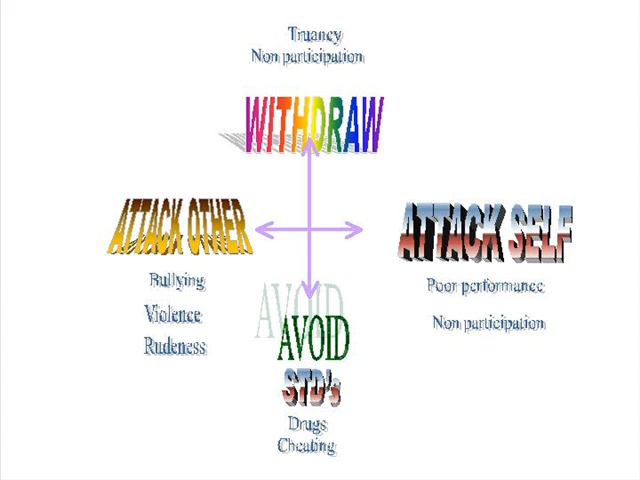 Truancy
Non participation
WITHDRAW
ATTACK OTHER
ATTACK SELF
Bullying
Violence
Rudeness
Poor performance
Non participation
AVOID
STD's
Drugs
Cheating